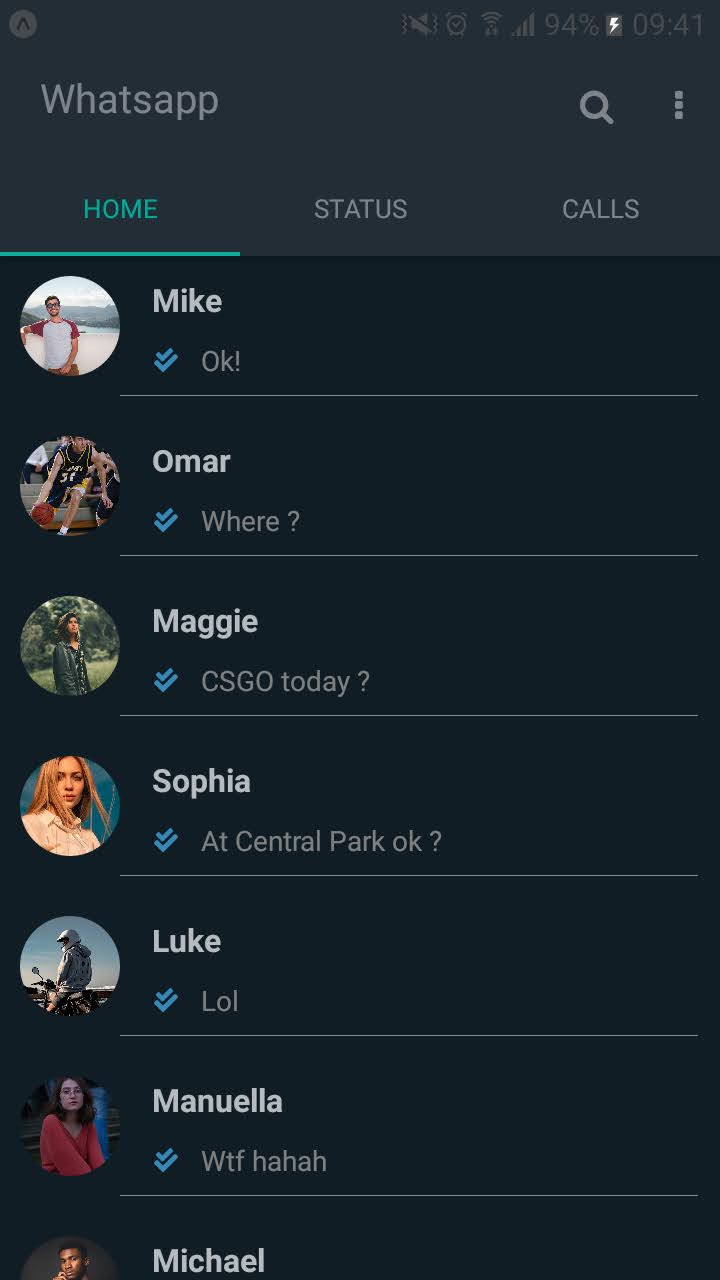 94% 09:41
Whatsapp
HOME STATUS CALLS
Mike
Ok!
Omar
Where ?
Maggie
CSGO today ?
Sophia
At Central Park ok ?
Luke
Lol
Manuella
Wtf hahah
Michael